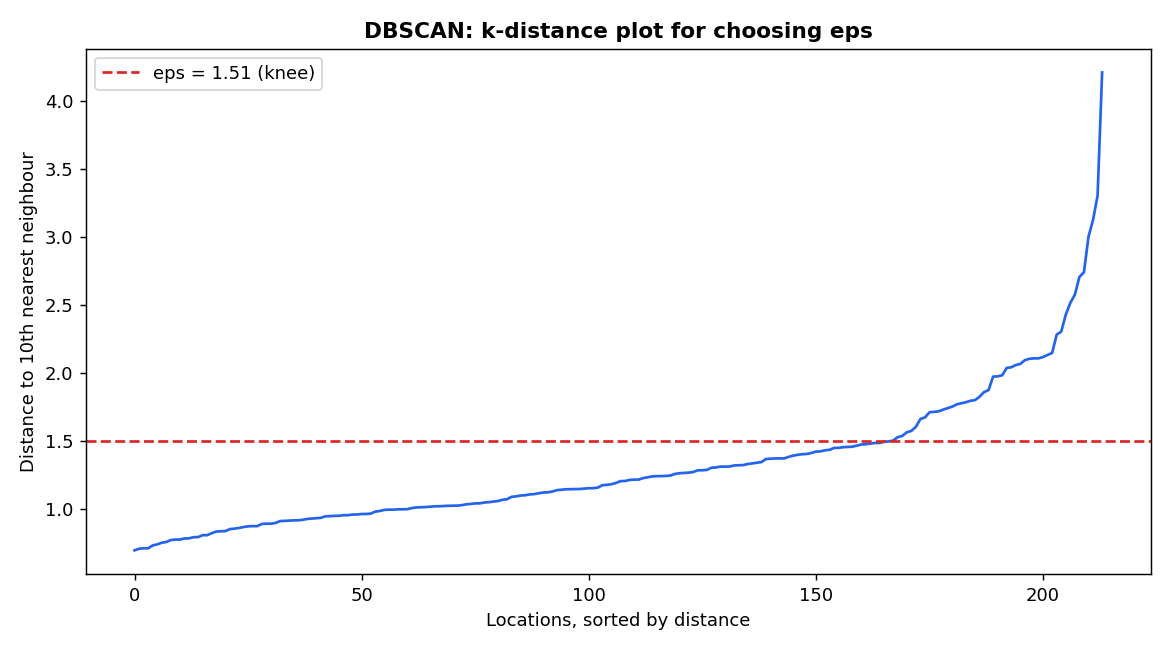 DBSCAN: k-distance plot for choosing eps
eps = 1.51 (knee)
Distance to 10th nearest neighbour
4.0
3.5
3.0
2.5
2.0
1.5
1.0
0 50 100 150 200
Locations, sorted by distance